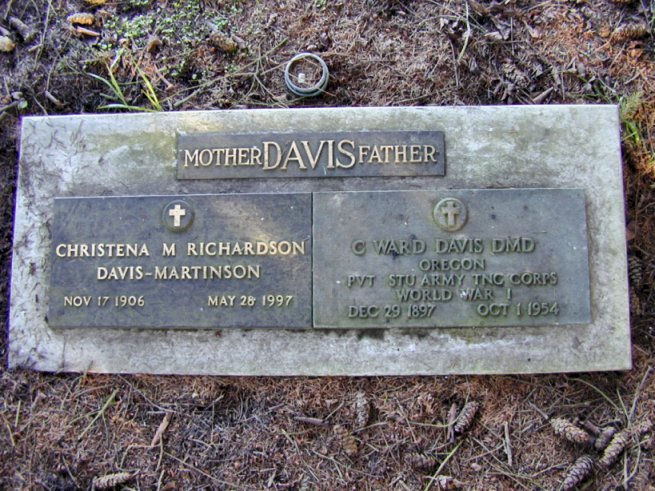 MOTHER DAVIS FATHER
CHRISTENA M RICHARDSON
DAVIS-MARTINSON
NOV 17 1906 MAY 28 1997
C WARD DAVIS DMD
OREGON
PVT STU ARMY TNG CORPS
WORLD WAR I
DEC 29 1897 OCT 1 1954